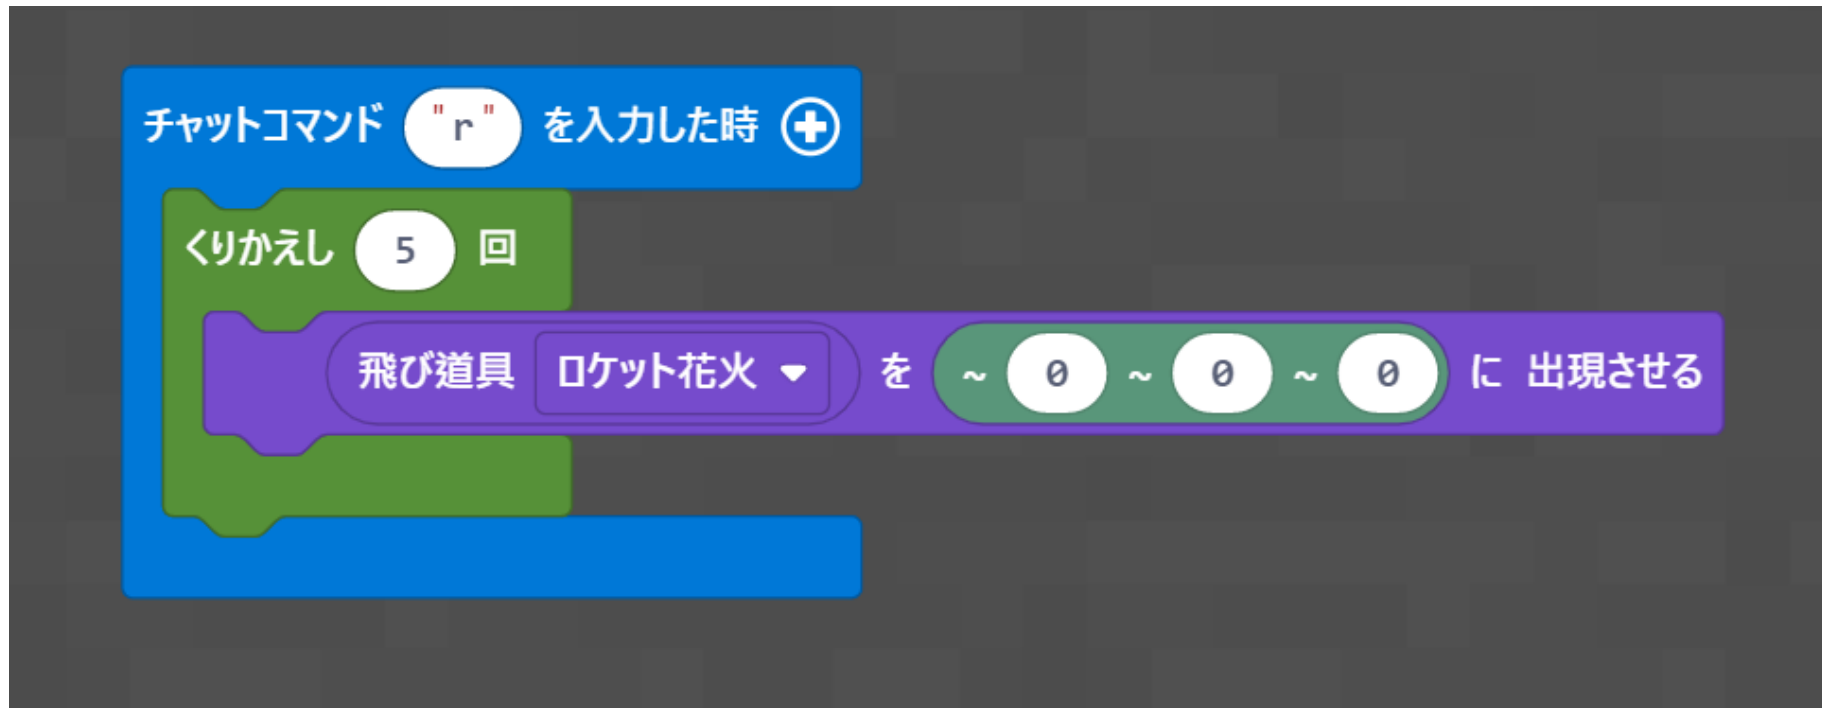 チャットコマンド "r" を入力した時
くりかえし 5 回
飛び道具 ロケット花火 を ~ 0 ~ 0 ~ 0 に 出現させる